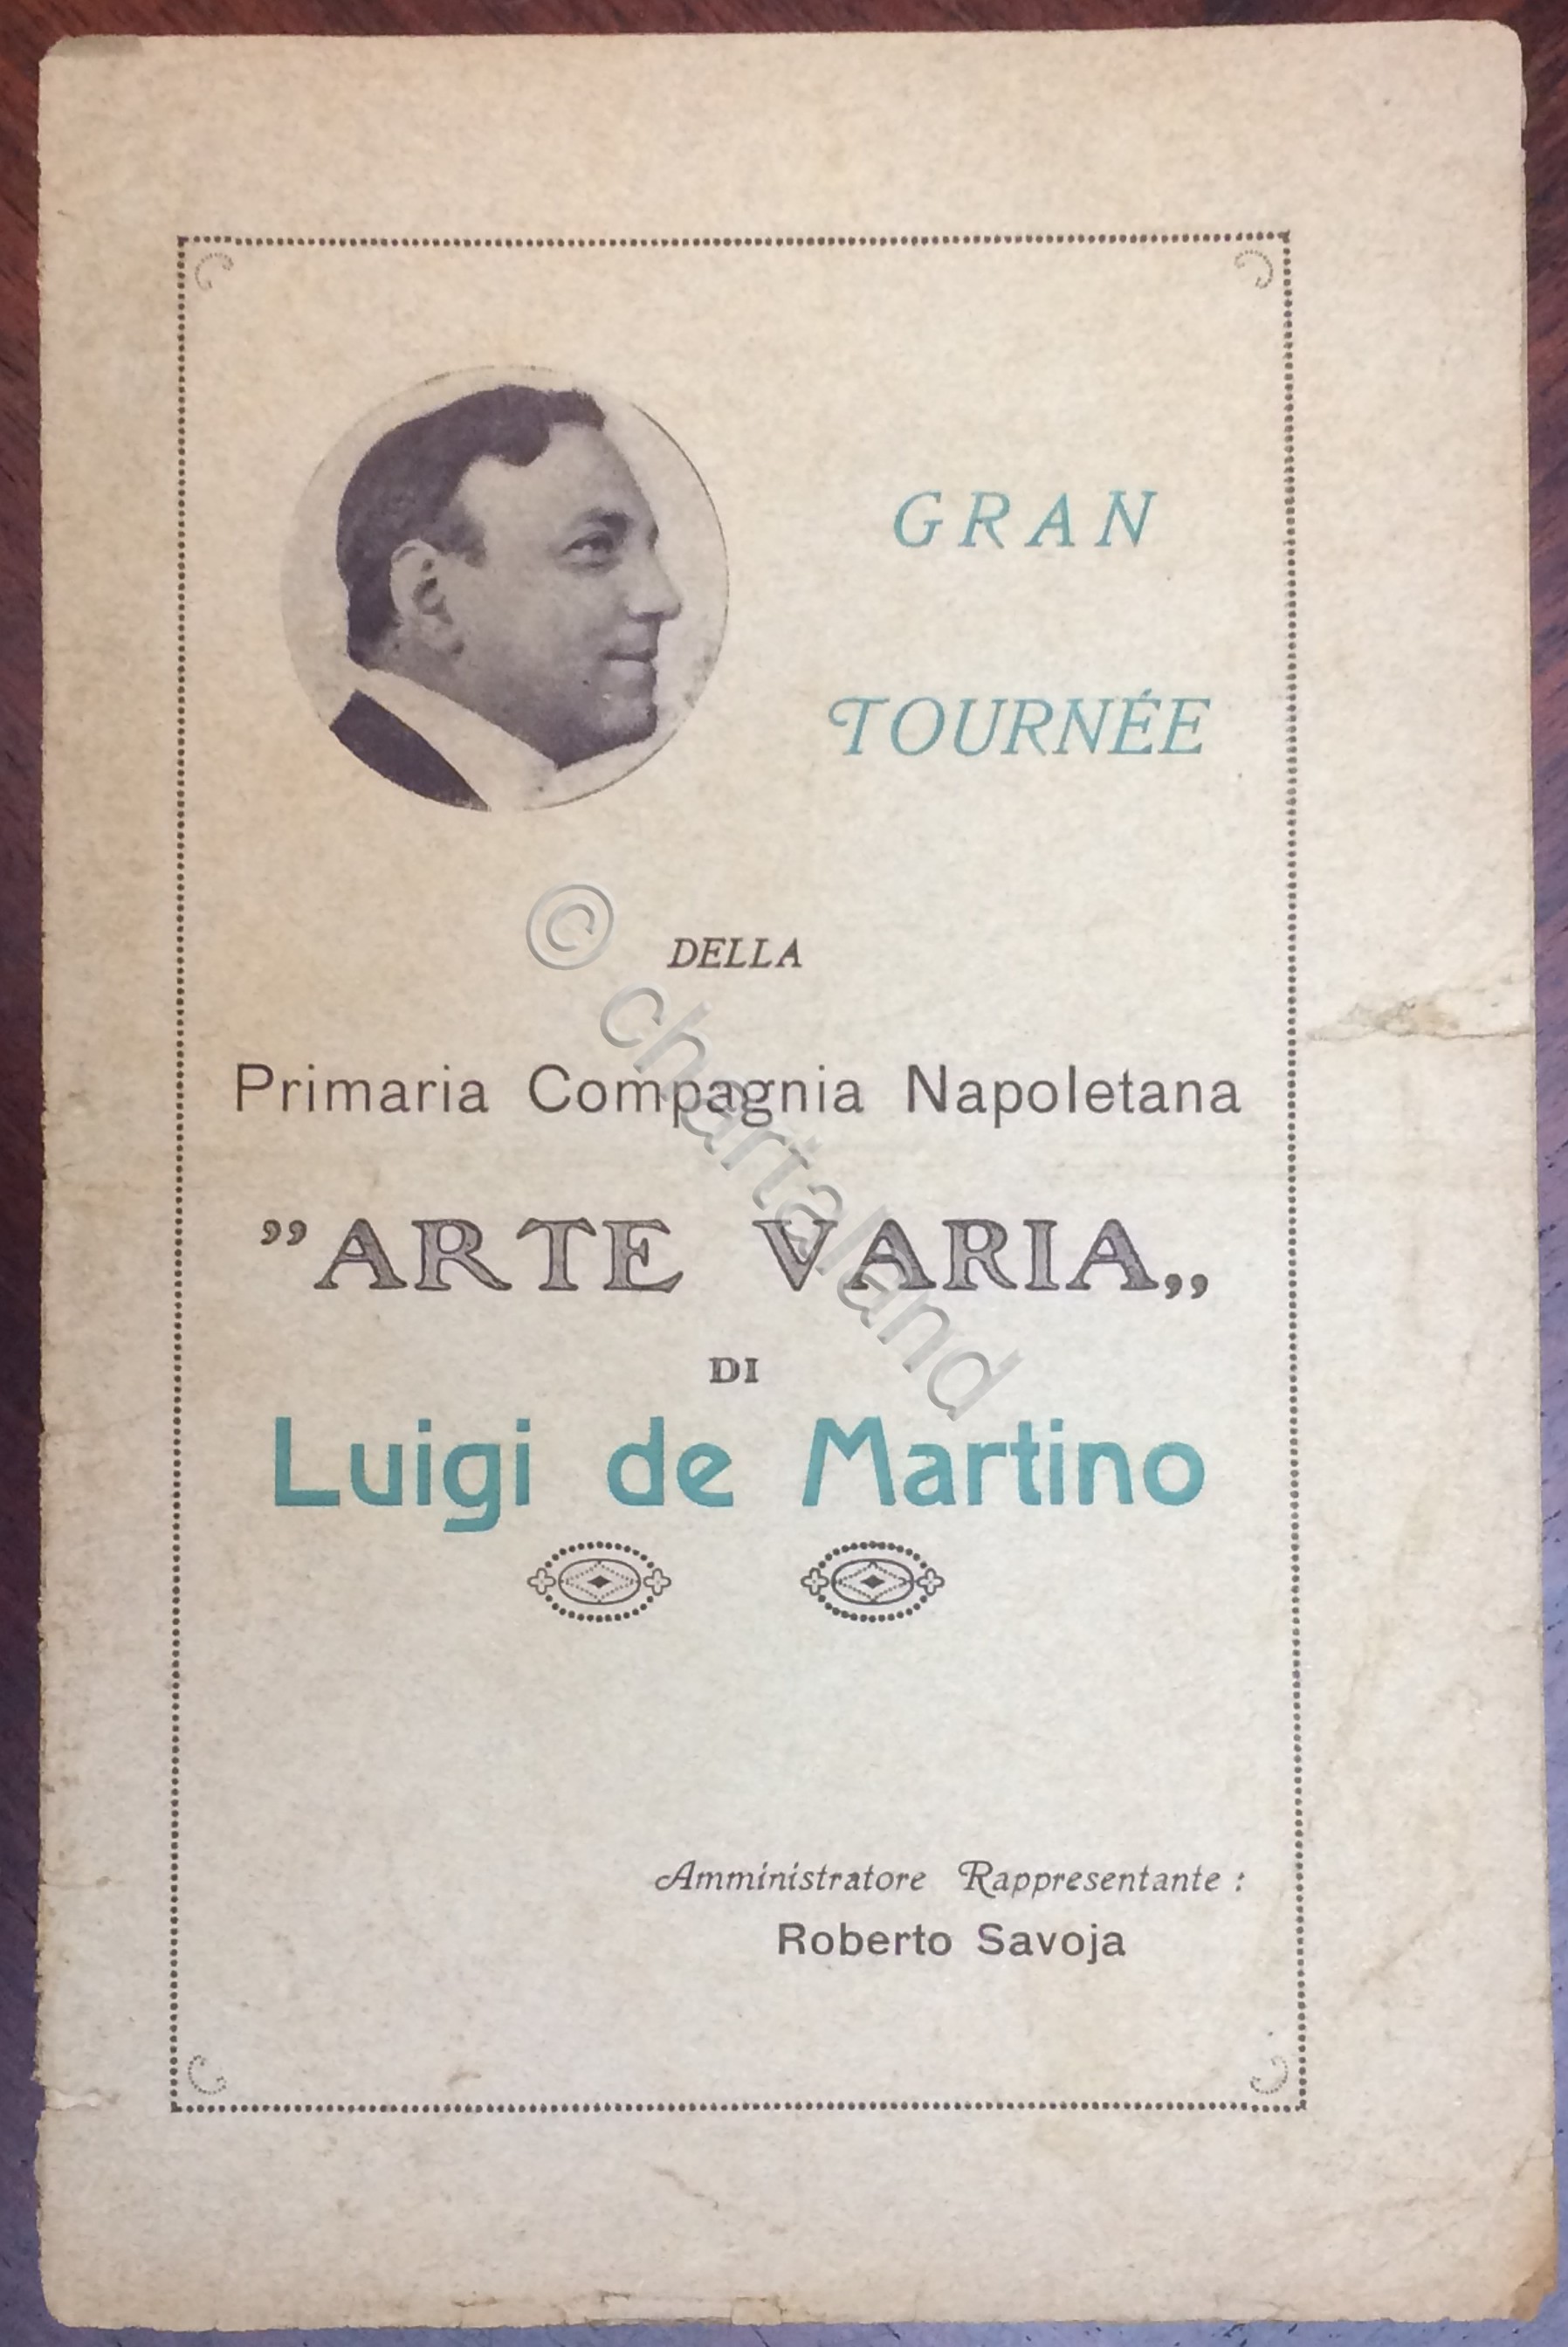 GRAN
TOURNÉE
DELLA
Primaria Compagnia Napoletana
”ARTE VARIA„
DI
Luigi de Martino
Amministratore Rappresentante :
Roberto Savoja
© chartaland